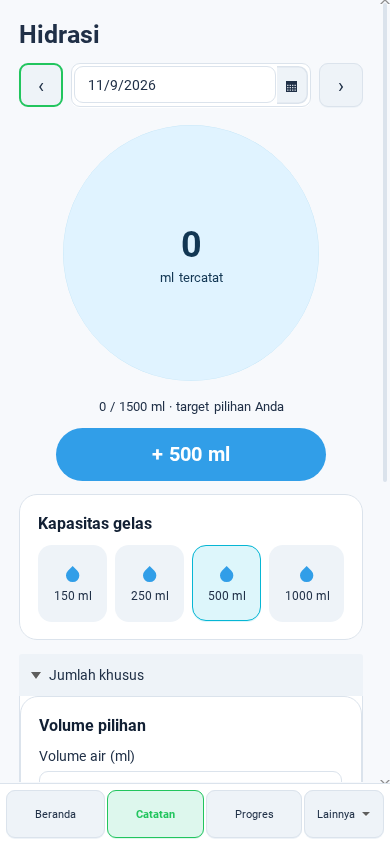 Hidrasi
‹ 11/9/2026 ›
0
ml tercatat
0 / 1500 ml · target pilihan Anda
+ 500 ml
Kapasitas gelas
150 ml 250 ml 500 ml 1000 ml
Jumlah khusus
Volume pilihan
Volume air (ml)
Beranda Catatan Progres Lainnya